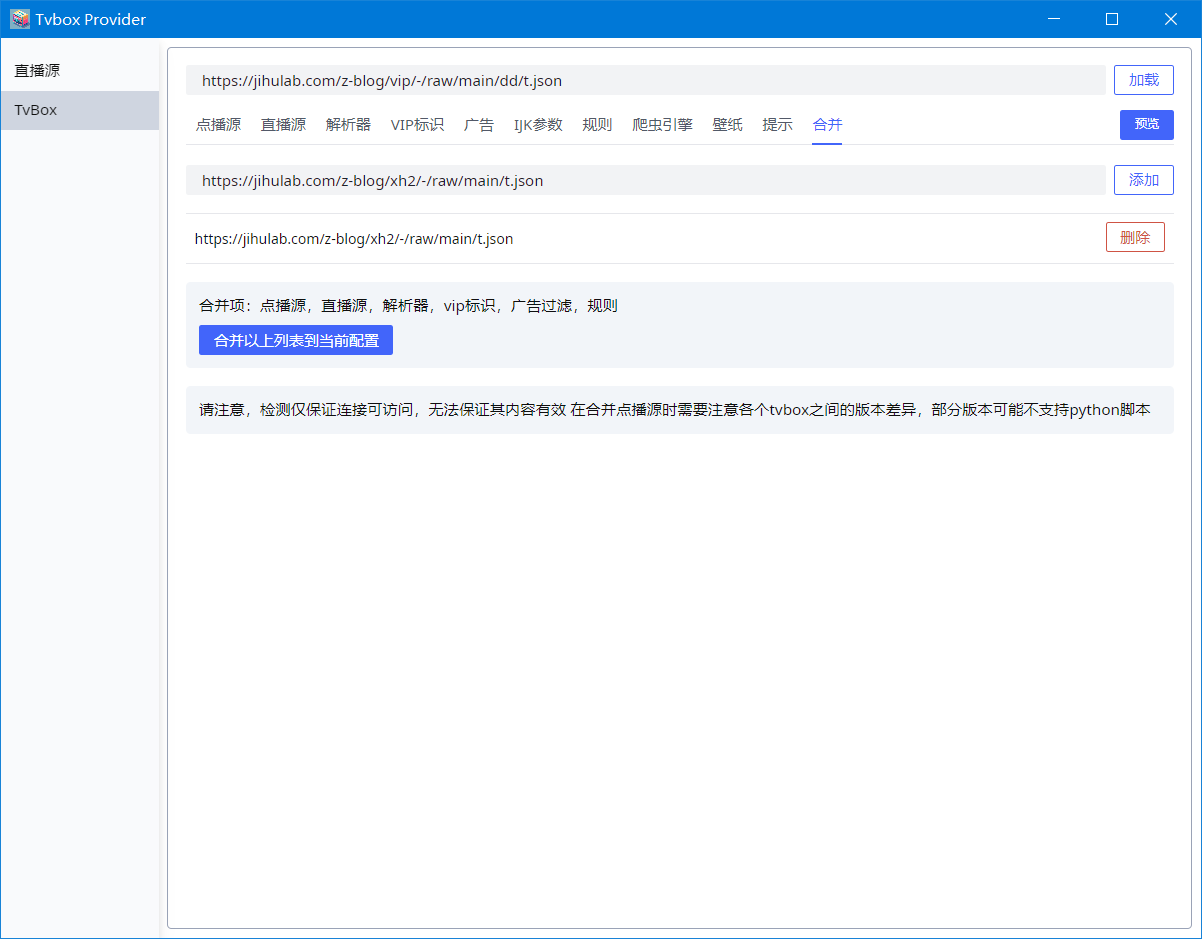 Tvbox Provider
直播源
TvBox
https://jihulab.com/z-blog/vip/-/raw/main/dd/t.json 加载
点播源 直播源 解析器 VIP标识 广告 IJK参数 规则 爬虫引擎 壁纸 提示 合并 预览
https://jihulab.com/z-blog/xh2/-/raw/main/t.json 添加
https://jihulab.com/z-blog/xh2/-/raw/main/t.json 删除
合并项：点播源，直播源，解析器，vip标识，广告过滤，规则
合并以上列表到当前配置
请注意，检测仅保证连接可访问，无法保证其内容有效 在合并点播源时需要注意各个tvbox之间的版本差异，部分版本可能不支持python脚本